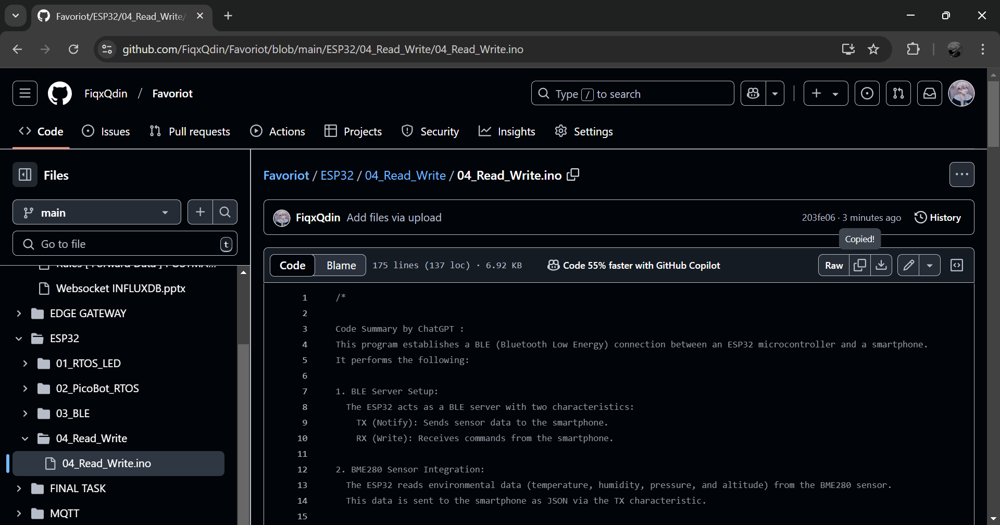 Favoriot/ESP32/04_Read_Write/
github.com/FiqxQdin/Favoriot/blob/main/ESP32/04_Read_Write/04_Read_Write.ino
FiqxQdin / Favoriot
Type / to search
Code
Issues
Pull requests
Actions
Projects
Security
Insights
Settings
Files
main
Go to file
t
Rules [ Forward Data ] POSTMA...
Websocket INFLUXDB.pptx
EDGE GATEWAY
ESP32
01_RTOS_LED
02_PicoBot_RTOS
03_BLE
04_Read_Write
04_Read_Write.ino
FINAL TASK
MQTT
Favoriot / ESP32 / 04_Read_Write / 04_Read_Write.ino
FiqxQdin Add files via upload
203fe06 · 3 minutes ago
History
Copied!
Code
Blame
175 lines (137 loc) · 6.92 KB
Code 55% faster with GitHub Copilot
Raw
1 /*
2
3 Code Summary by ChatGPT :
4 This program establishes a BLE (Bluetooth Low Energy) connection between an ESP32 microcontroller and a smartphone.
5 It performs the following:
6
7 1. BLE Server Setup:
8 The ESP32 acts as a BLE server with two characteristics:
9 TX (Notify): Sends sensor data to the smartphone.
10 RX (Write): Receives commands from the smartphone.
11
12 2. BME280 Sensor Integration:
13 The ESP32 reads environmental data (temperature, humidity, pressure, and altitude) from the BME280 sensor.
14 This data is sent to the smartphone as JSON via the TX characteristic.
15